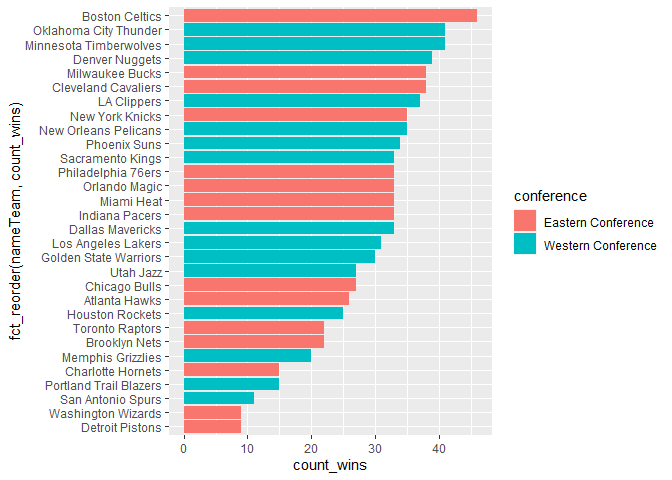 fct_reorder(nameTeam, count_wins)
Boston Celtics
Oklahoma City Thunder
Minnesota Timberwolves
Denver Nuggets
Milwaukee Bucks
Cleveland Cavaliers
LA Clippers
New York Knicks
New Orleans Pelicans
Phoenix Suns
Sacramento Kings
Philadelphia 76ers
Orlando Magic
Miami Heat
Indiana Pacers
Dallas Mavericks
Los Angeles Lakers
Golden State Warriors
Utah Jazz
Chicago Bulls
Atlanta Hawks
Houston Rockets
Toronto Raptors
Brooklyn Nets
Memphis Grizzlies
Charlotte Hornets
Portland Trail Blazers
San Antonio Spurs
Washington Wizards
Detroit Pistons
0 10 20 30 40
count_wins
conference
Eastern Conference
Western Conference